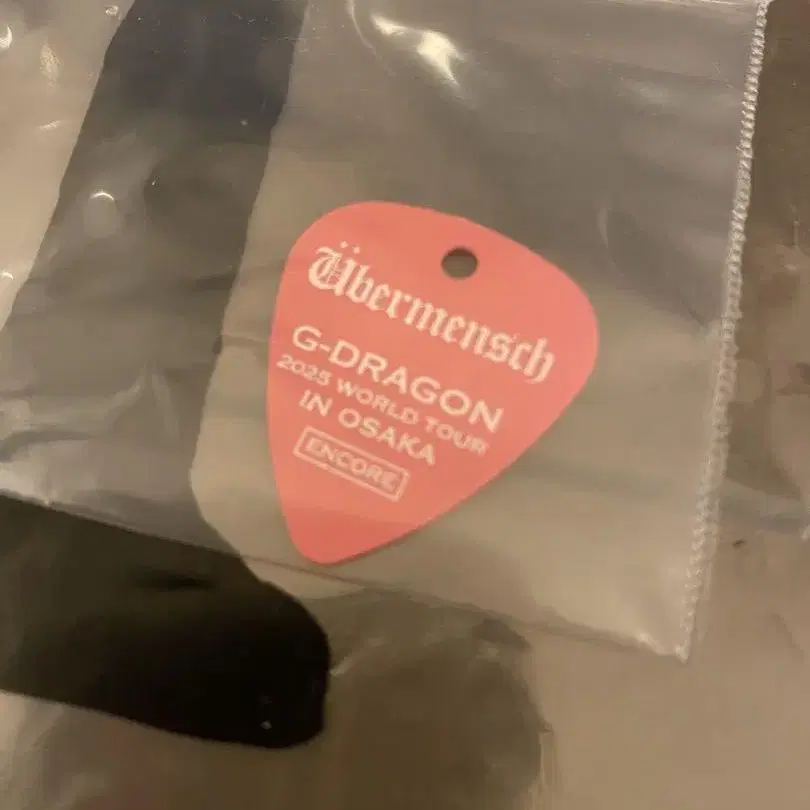 Übermensch
G-DRAGON
2025 WORLD TOUR
IN OSAKA
ENCORE